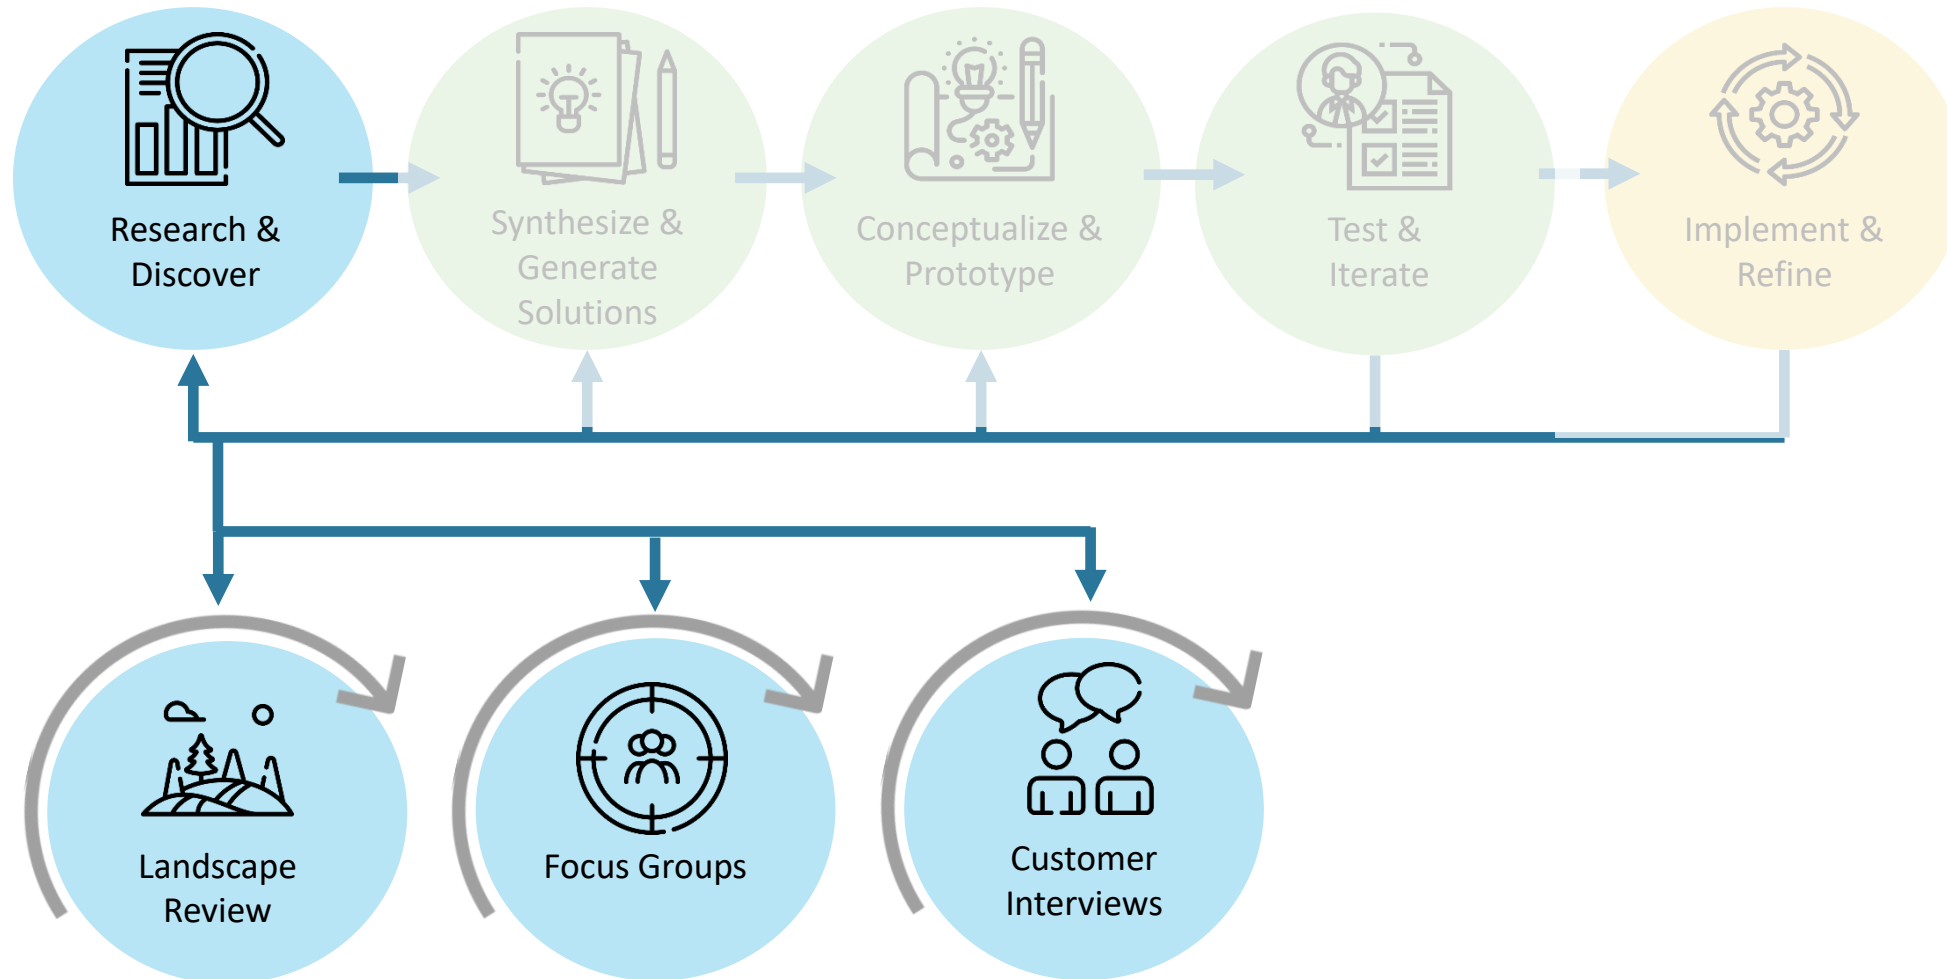 Research &
Discover
Synthesize &
Generate
Solutions
Conceptualize &
Prototype
Test &
Iterate
Implement &
Refine
Landscape
Review
Focus Groups
Customer
Interviews